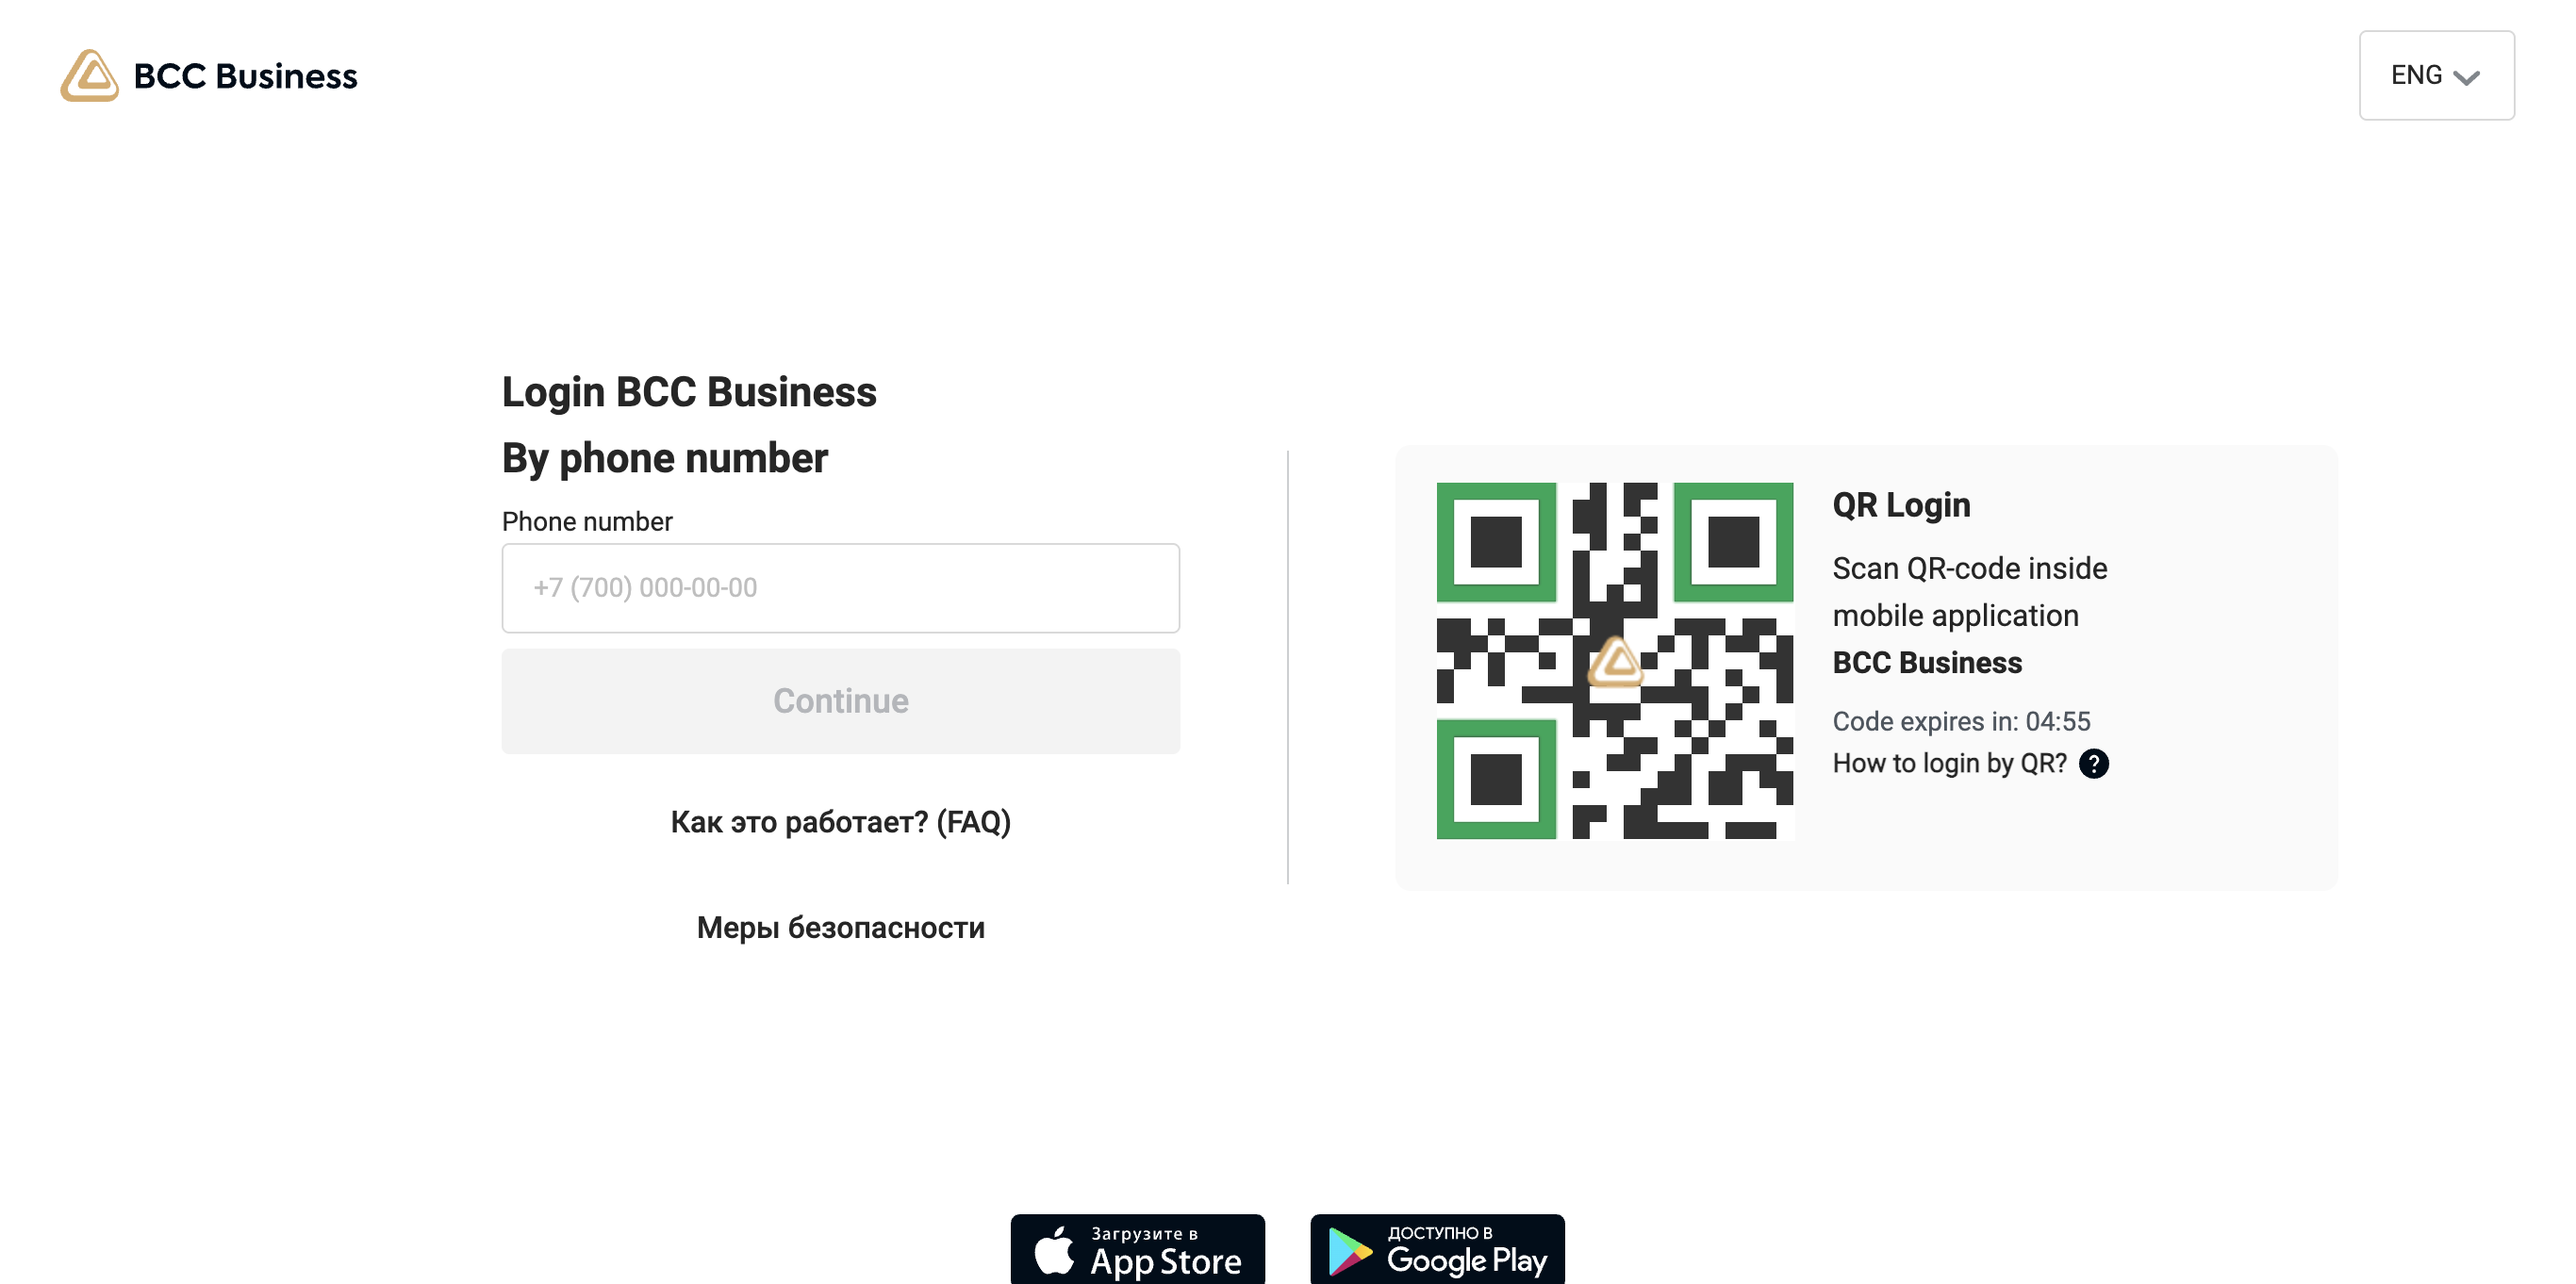 BCC Business
ENG
Login BCC Business
By phone number
Phone number
+7 (700) 000-00-00
Continue
Как это работает? (FAQ)
Меры безопасности
QR Login
Scan QR-code inside
mobile application
BCC Business
Code expires in: 04:55
How to login by QR? ?
Загрузите в
App Store
ДОСТУПНО В
Google Play